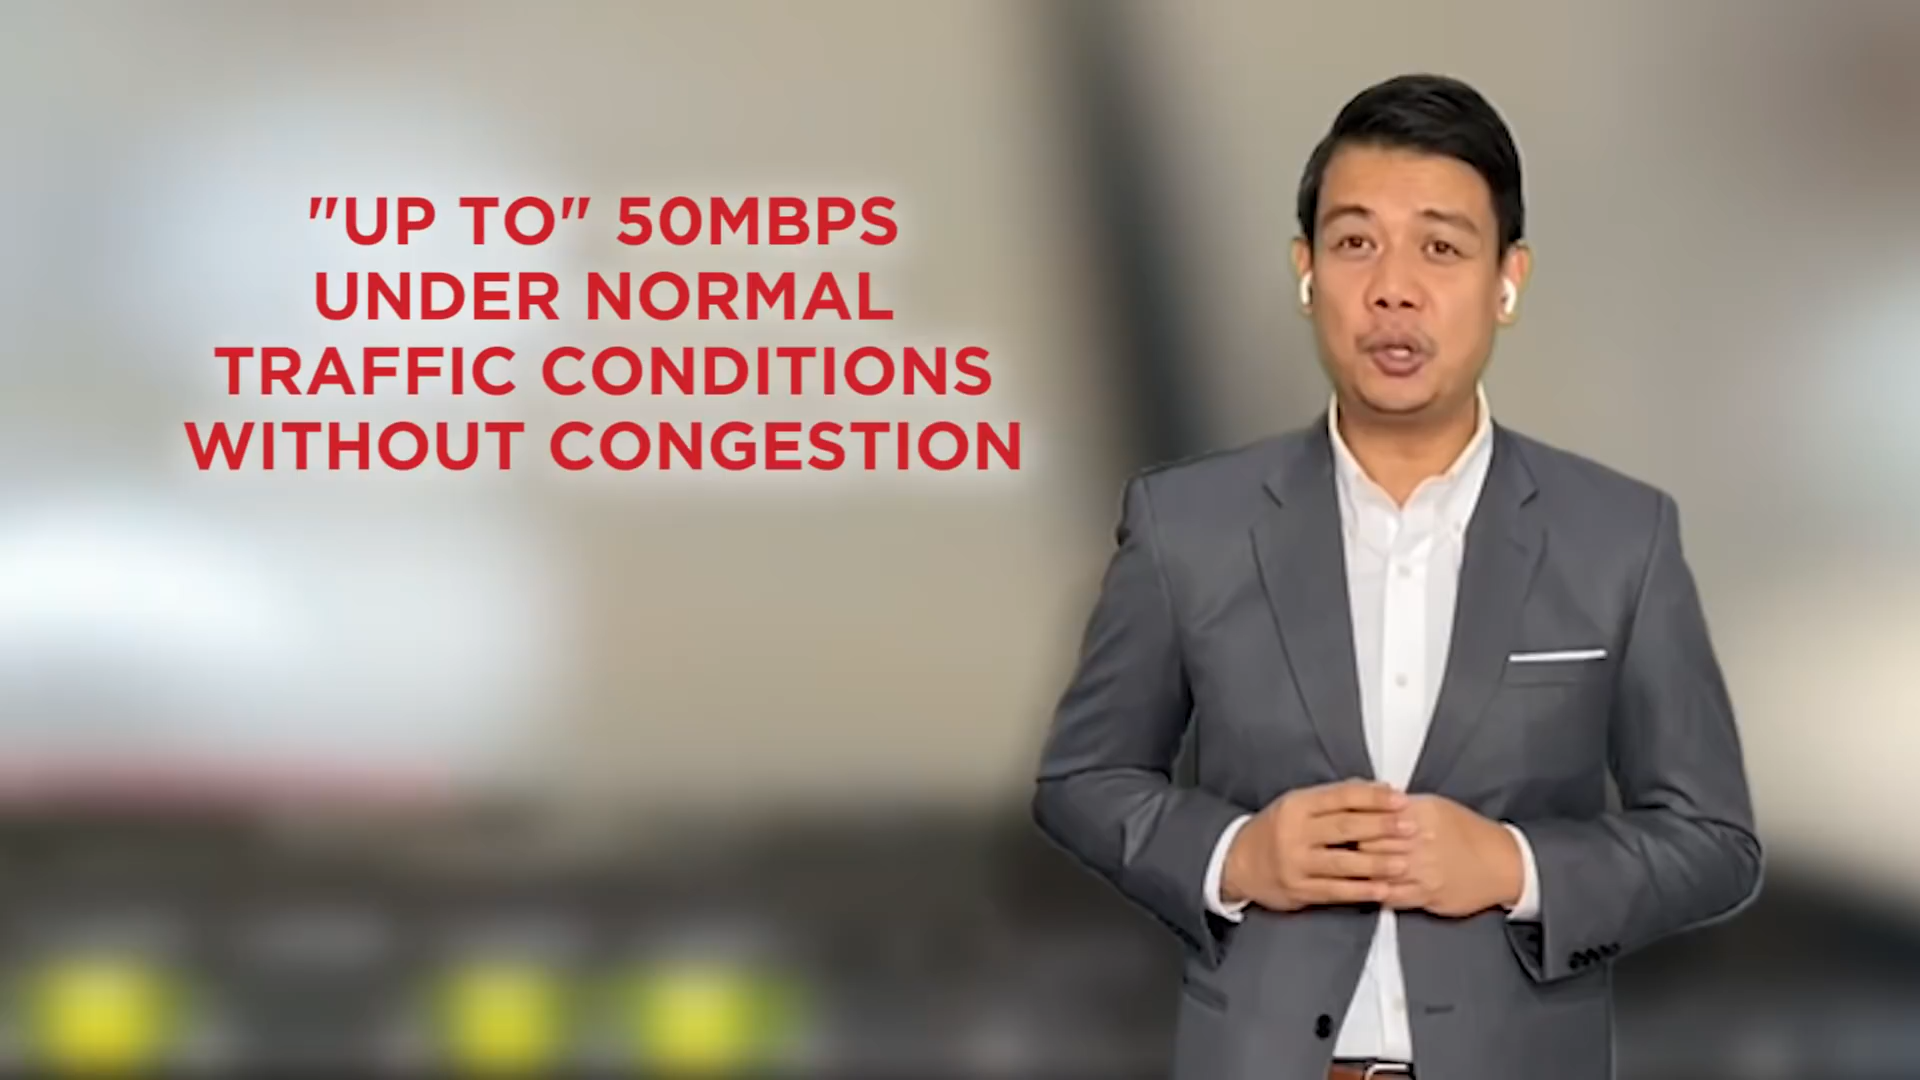 "UP TO" 50MBPS
UNDER NORMAL
TRAFFIC CONDITIONS
WITHOUT CONGESTION